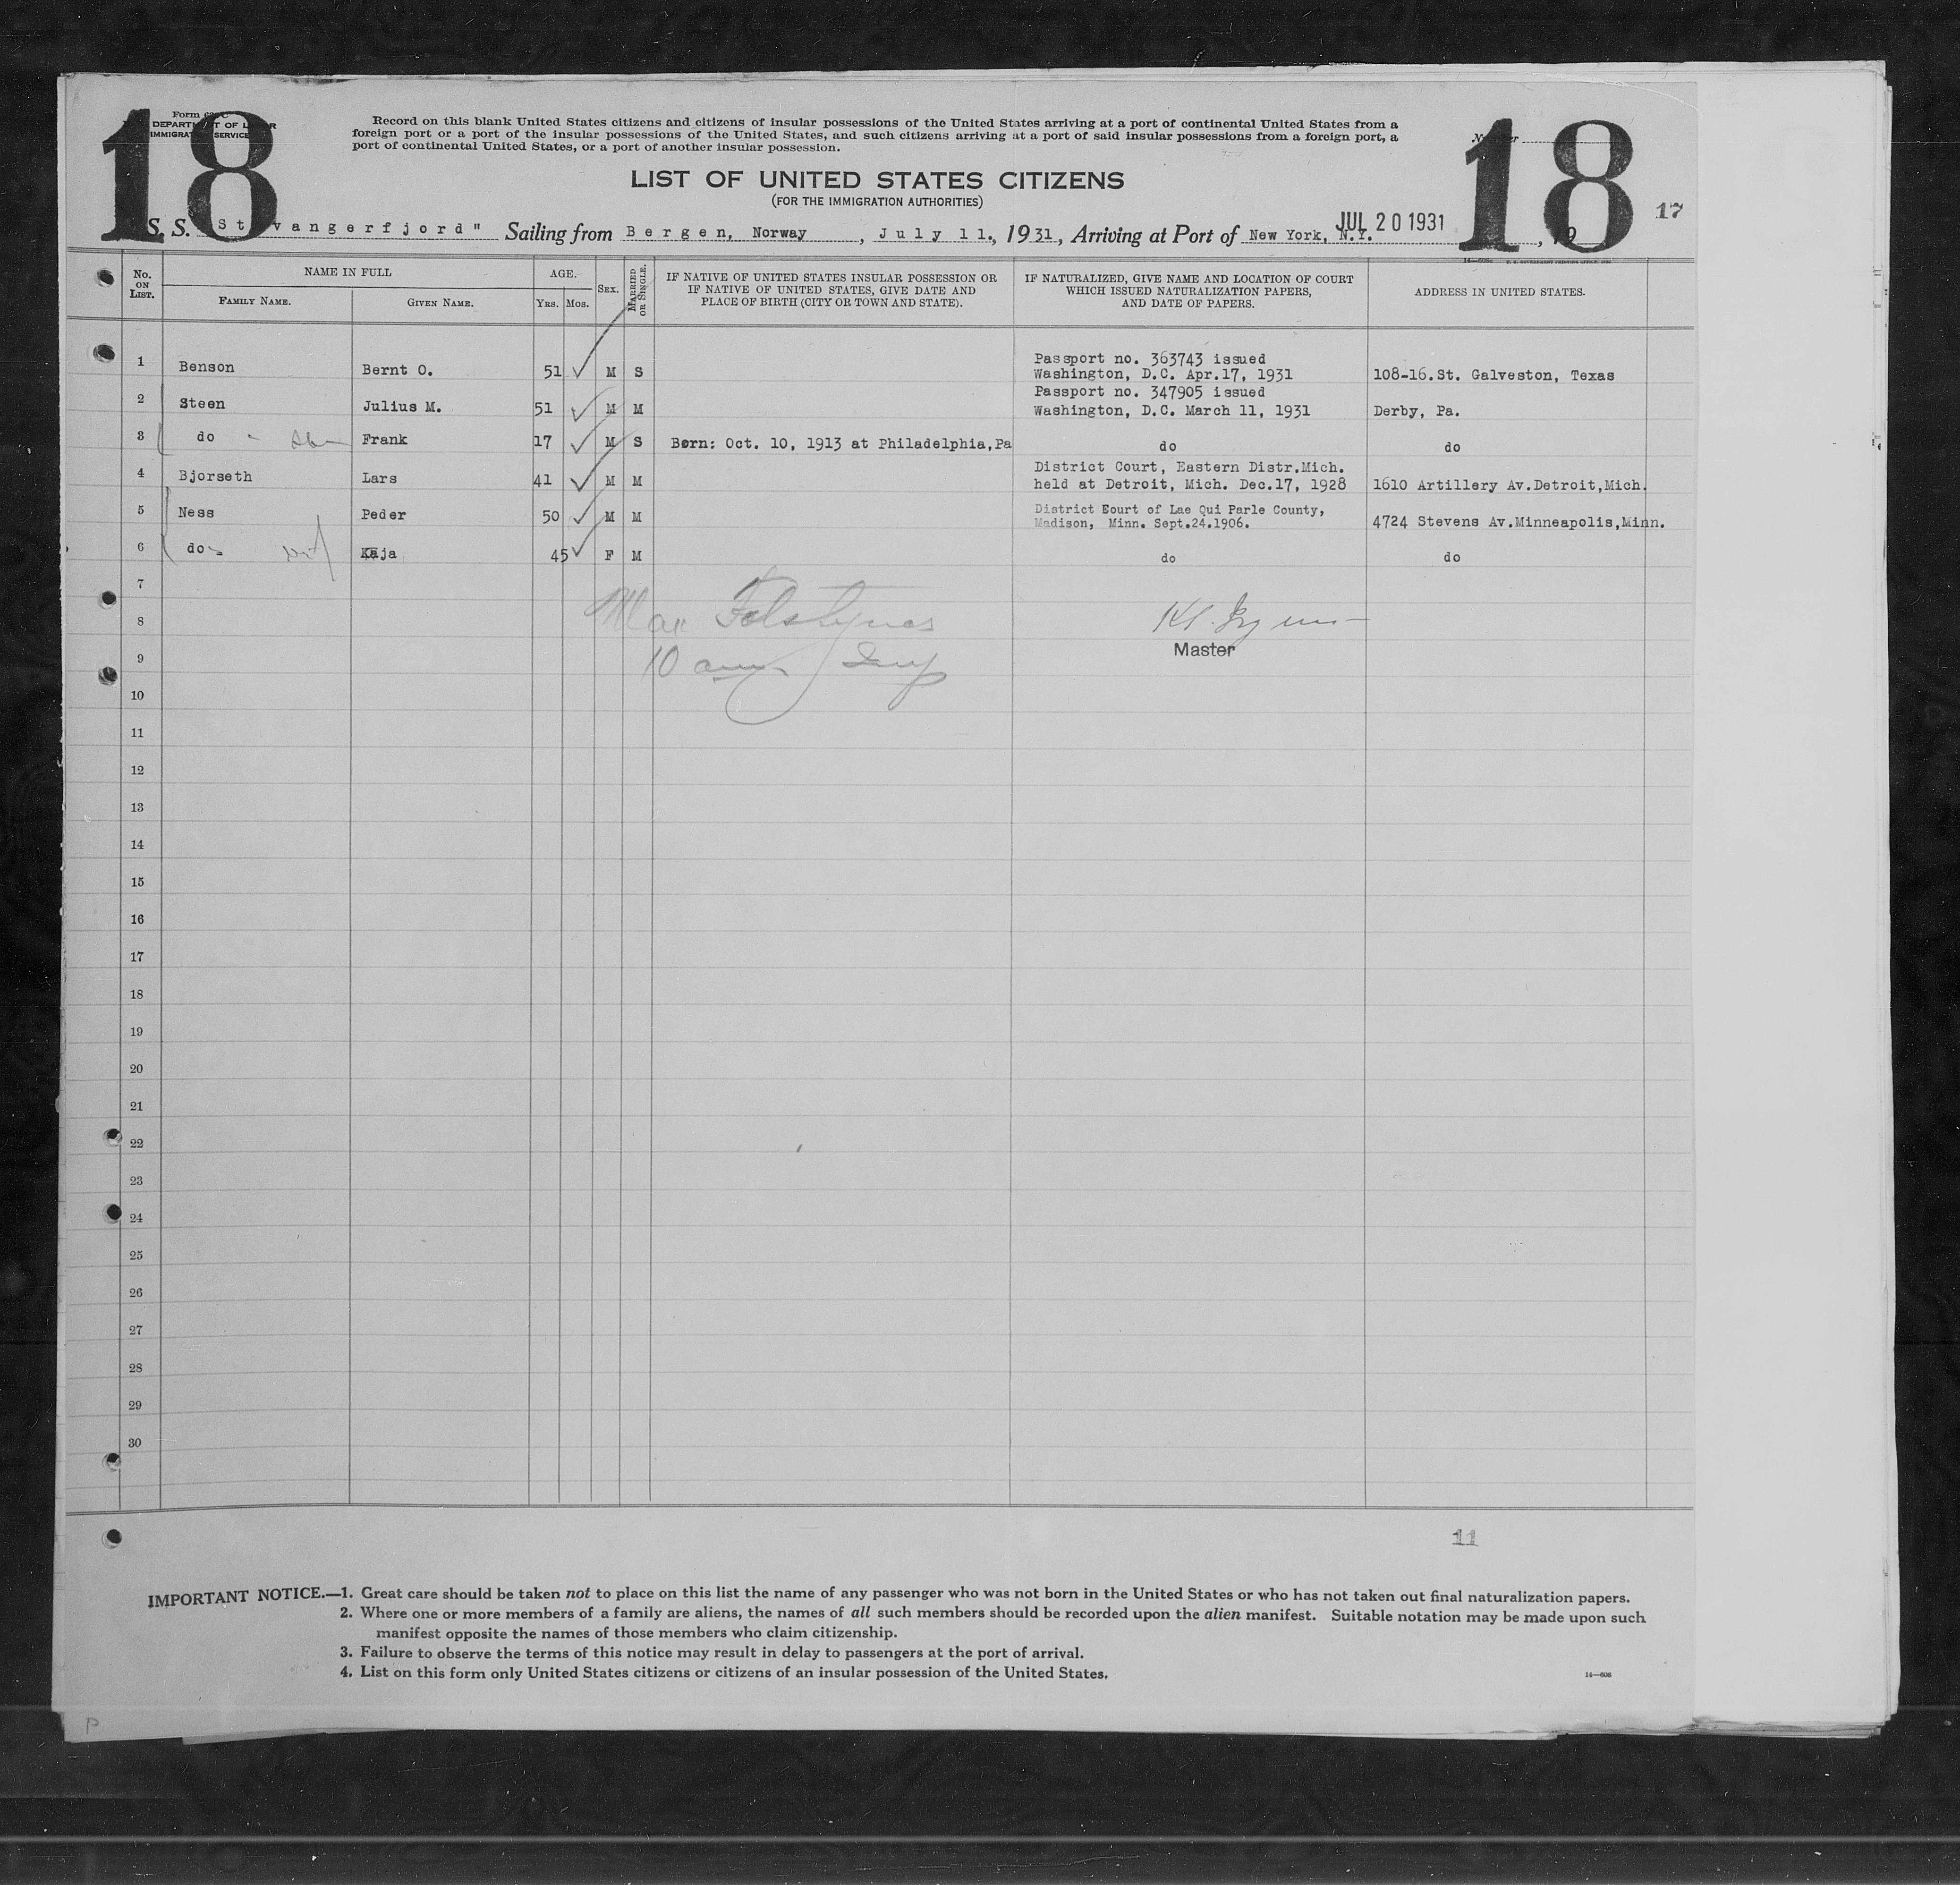 18
Form
DEPARTMENT OF LABOR
IMMIGRATION SERVICE
Record on this blank United States citizens and citizens of insular possessions of the United States arriving at a port of continental United States from a
foreign port or a port of the insular possessions of the United States, and such citizens arriving at a port of said insular possessions from a foreign port, a
port of continental United States, or a port of another insular possession.
Number
18
17
LIST OF UNITED STATES CITIZENS
(FOR THE IMMIGRATION AUTHORITIES)
S. S. Stavangerfjord" Sailing from Bergen, Norway, July 11., 1931, Arriving at Port of New York, N.Y. JUL 20 1931, 19
No. ON LIST. NAME IN FULL AGE. SEX. MARRIED OR SINGLE. IF NATIVE OF UNITED STATES INSULAR POSSESSION OR IF NATIVE OF UNITED STATES, GIVE DATE AND PLACE OF BIRTH (CITY OR TOWN AND STATE). IF NATURALIZED, GIVE NAME AND LOCATION OF COURT WHICH ISSUED NATURALIZATION PAPERS, AND DATE OF PAPERS. ADDRESS IN UNITED STATES.
FAMILY NAME. GIVEN NAME. YRS. MOS.
Passport no. 363743 issued
1 Benson Bernt O. 51 M S Washington, D.C. Apr.17, 1931 108-16.St. Galveston, Texas
Passport no. 347905 issued
2 Steen Julius M. 51 M M Washington, D.C. March 11, 1931 Derby, Pa.
3 do Frank 17 M S Børn: Oct. 10, 1913 at Philadelphia,Pa do do
District Court, Eastern Distr.Mich.
4 Bjorseth Lars 41 M M held at Detroit, Mich. Dec.17, 1928 1610 Artillery Av.Detroit,Mich.
District Eourt of Lae Qui Parle County,
5 Ness Peder 50 M M Madison, Minn. Sept.24.1906. 4724 Stevens Av.Minneapolis,Minn.
6 do Kaja 45 F M do do
7
8
Master
9
10 am
10
11
12
13
14
15
16
17
18
19
20
21
22
23
24
25
26
27
28
29
30
11
IMPORTANT NOTICE.—1. Great care should be taken not to place on this list the name of any passenger who was not born in the United States or who has not taken out final naturalization papers.
2. Where one or more members of a family are aliens, the names of all such members should be recorded upon the alien manifest. Suitable notation may be made upon such
manifest opposite the names of those members who claim citizenship.
3. Failure to observe the terms of this notice may result in delay to passengers at the port of arrival.
4. List on this form only United States citizens or citizens of an insular possession of the United States.
14—606
P